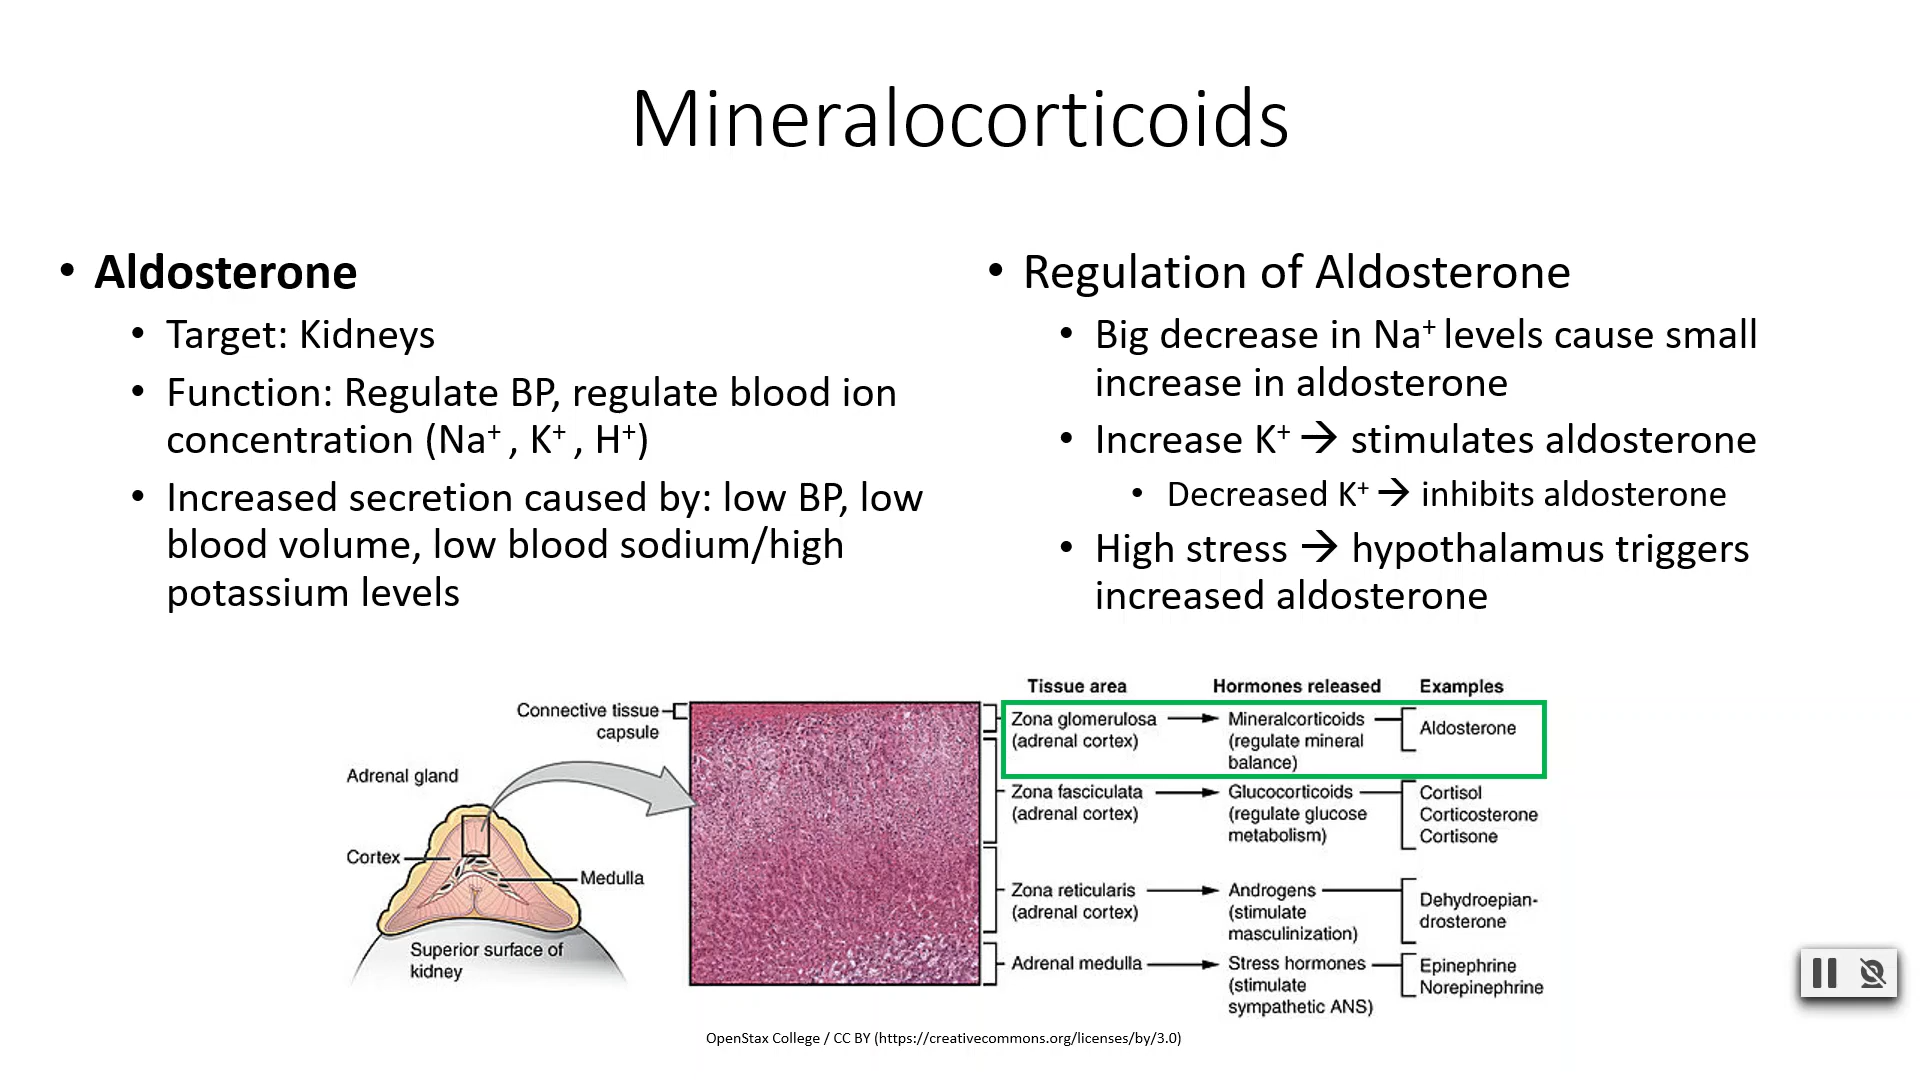 Mineralocorticoids
• Aldosterone
• Target: Kidneys
• Function: Regulate BP, regulate blood ion
concentration (Na⁺ , K⁺ , H⁺)
• Increased secretion caused by: low BP, low
blood volume, low blood sodium/high
potassium levels
• Regulation of Aldosterone
• Big decrease in Na⁺ levels cause small
increase in aldosterone
• Increase K⁺ → stimulates aldosterone
• Decreased K⁺ → inhibits aldosterone
• High stress → hypothalamus triggers
increased aldosterone
Connective tissue
capsule
Adrenal gland
Cortex
Medulla
Superior surface of
kidney
Tissue area Hormones released Examples
Zona glomerulosa
(adrenal cortex)
Mineralcorticoids
(regulate mineral
balance)
Aldosterone
Zona fasciculata
(adrenal cortex)
Glucocorticoids
(regulate glucose
metabolism)
Cortisol
Corticosterone
Cortisone
Zona reticularis
(adrenal cortex)
Androgens
(stimulate
masculinization)
Dehydroepian-
drosterone
Adrenal medulla
Stress hormones
(stimulate
sympathetic ANS)
Epinephrine
Norepinephrine
OpenStax College / CC BY (https://creativecommons.org/licenses/by/3.0)